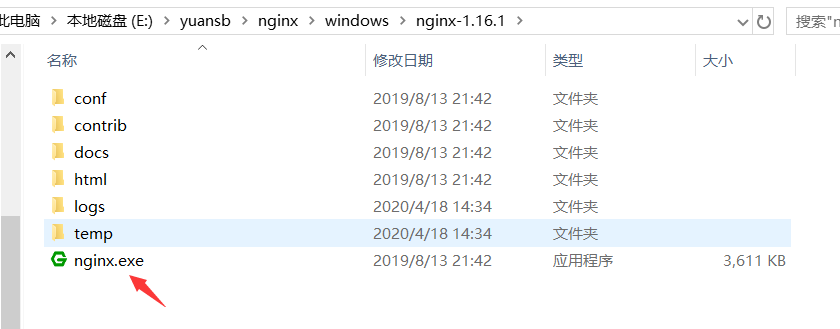 此电脑 > 本地磁盘 (E:) > yuansb > nginx > windows > nginx-1.16.1 > 搜索"n
名称 修改日期 类型 大小
conf 2019/8/13 21:42 文件夹
contrib 2019/8/13 21:42 文件夹
docs 2019/8/13 21:42 文件夹
html 2019/8/13 21:42 文件夹
logs 2020/4/18 14:34 文件夹
temp 2020/4/18 14:34 文件夹
nginx.exe 2019/8/13 21:42 应用程序 3,611 KB